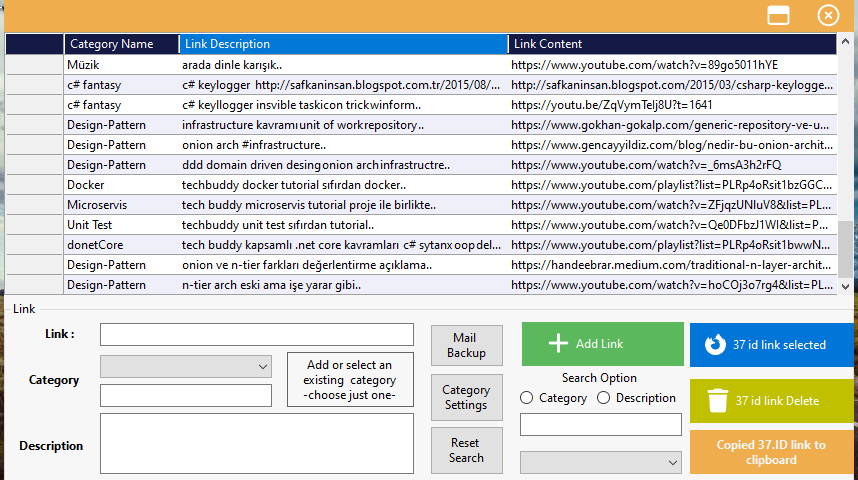 Category Name Link Description Link Content
Müzik arada dinle karışık.. https://www.youtube.com/watch?v=89go5011hYE
c# fantasy c# keylogger http://safkaninsan.blogspot.com.tr/2015/08/... http://safkaninsan.blogspot.com/2015/03/csharp-keylogge...
c# fantasy c# keyllogger insvible taskicon trick winform.. https://youtu.be/ZqVymTelj8U?t=1641
Design-Pattern infrastructure kavramı unit of work repository.. https://www.gokhan-gokalp.com/generic-repository-ve-u...
Design-Pattern onion arch #infrastructure.. https://www.gencayyildiz.com/blog/nedir-bu-onion-archit...
Design-Pattern ddd domain driven desing onion arch infrastructre.. https://www.youtube.com/watch?v=_6msA3h2rFQ
Docker techbuddy docker tutorial sıfırdan docker.. https://www.youtube.com/playlist?list=PLRp4oRsit1bzGGC...
Microservis tech buddy microservis tutorial proje ile birlikte.. https://www.youtube.com/watch?v=ZFjqzUNIuV8&list=PL...
Unit Test techbuddy unit test sıfırdan tutorial.. https://www.youtube.com/watch?v=Qe0DFbzJ1WI&list=P...
donetCore tech buddy kapsamlı .net core kavramları c# sytanx oop del... https://www.youtube.com/playlist?list=PLRp4oRsit1bwwN...
Design-Pattern onion ve n-tier farkları değerlentirme açıklama.. https://handeebrar.medium.com/traditional-n-layer-archit...
Design-Pattern n-tier arch eski ama işe yarar gibi.. https://www.youtube.com/watch?v=hoCOj3o7rg4&list=PL...
Link
Link :
Category
Add or select an
existing category
-choose just one-
Description
Mail
Backup
Category
Settings
Reset
Search
Add Link
Search Option
Category Description
37 id link selected
37 id link Delete
Copied 37.ID link to
clipboard